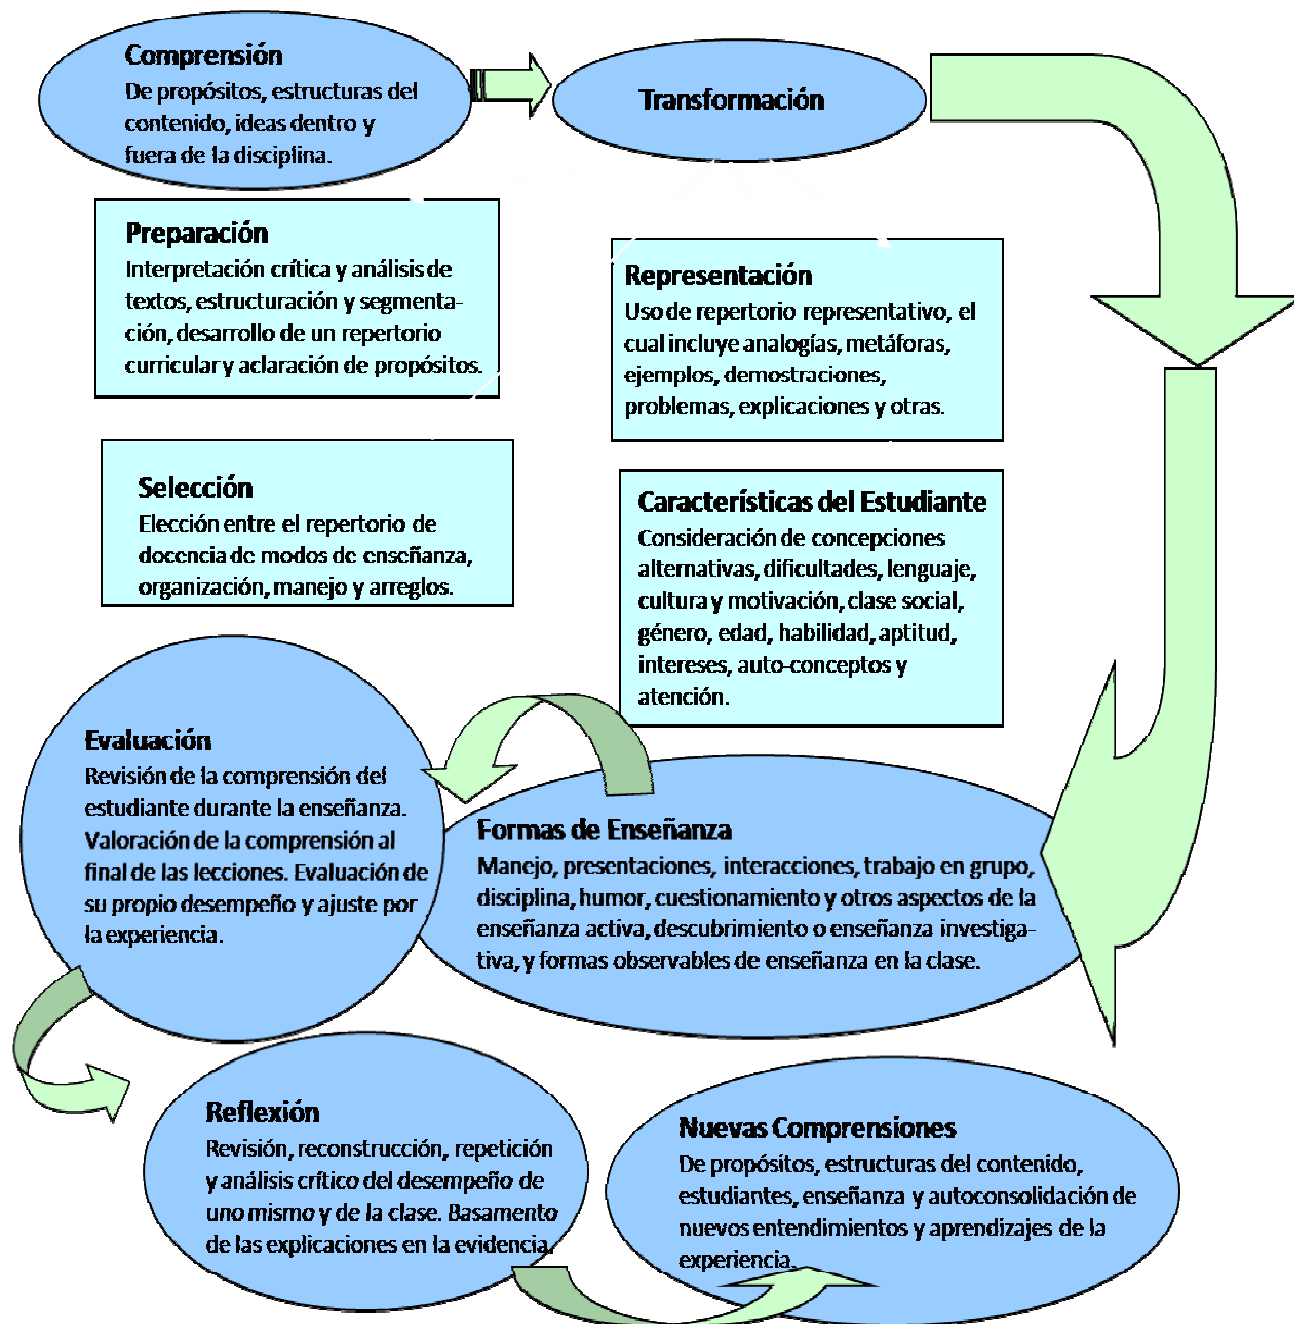 Comprensión
De propósitos, estructuras del
contenido, ideas dentro y
fuera de la disciplina.
Transformación
Preparación
Interpretación crítica y análisis de
textos, estructuración y segmenta-
ción, desarrollo de un repertorio
curricular y aclaración de propósitos.
Representación
Uso de repertorio representativo, el
cual incluye analogías, metáforas,
ejemplos, demostraciones,
problemas, explicaciones y otras.
Selección
Elección entre el repertorio de
docencia de modos de enseñanza,
organización, manejo y arreglos.
Características del Estudiante
Consideración de concepciones
alternativas, dificultades, lenguaje,
cultura y motivación, clase social,
género, edad, habilidad, aptitud,
intereses, auto-conceptos y
atención.
Evaluación
Revisión de la comprensión del
estudiante durante la enseñanza.
Valoración de la comprensión al
final de las lecciones. Evaluación de
su propio desempeño y ajuste por
la experiencia.
Formas de Enseñanza
Manejo, presentaciones, interacciones, trabajo en grupo,
disciplina, humor, cuestionamiento y otros aspectos de la
enseñanza activa, descubrimiento o enseñanza investiga-
tiva, y formas observables de enseñanza en la clase.
Reflexión
Revisión, reconstrucción, repetición
y análisis crítico del desempeño de
uno mismo y de la clase. Basamento
de las explicaciones en la evidencia.
Nuevas Comprensiones
De propósitos, estructuras del contenido,
estudiantes, enseñanza y autoconsolidación de
nuevos entendimientos y aprendizajes de la
experiencia.